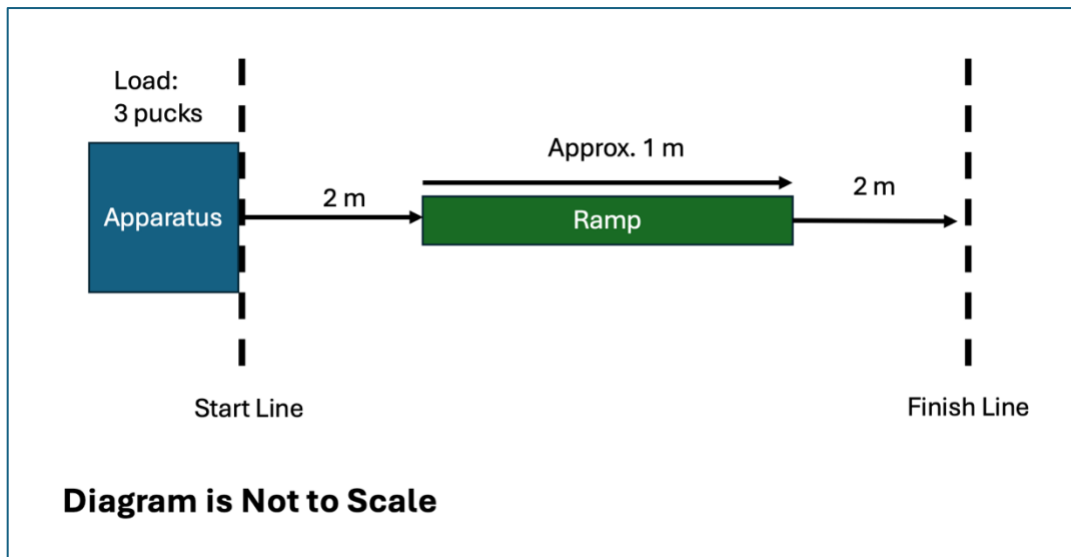 Load:
3 pucks
Approx. 1 m
2 m
2 m
Apparatus
Ramp
Start Line
Finish Line
Diagram is Not to Scale